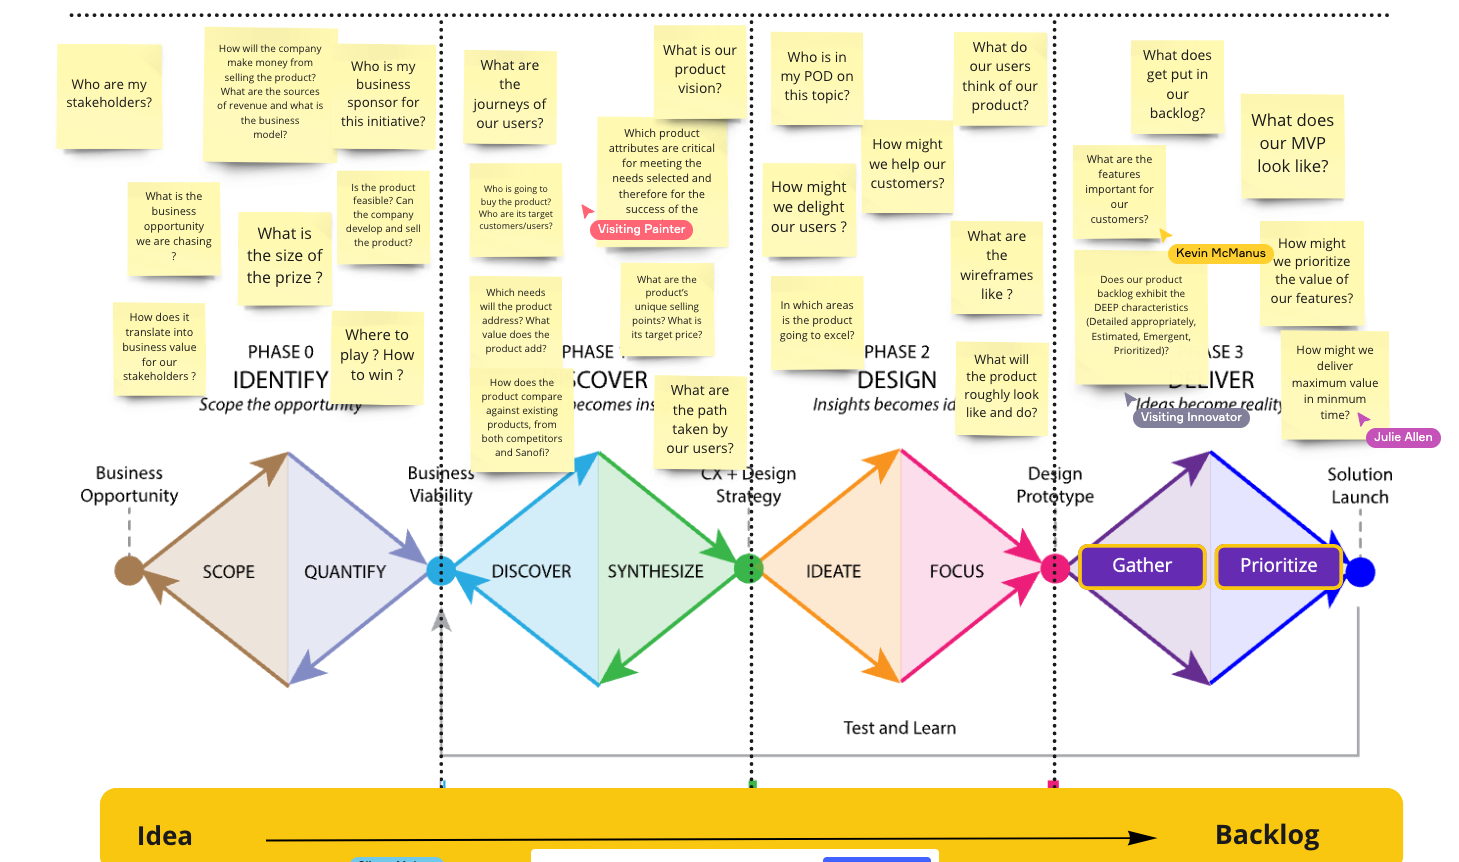 Who are my
stakeholders?
How will the company
make money from
selling the product?
What are the sources
of revenue and what is
the business
model?
Who is my
business
sponsor for
this initiative?
What is the
business
opportunity
we are chasing
?
What is
the size of
the prize ?
Is the product
feasible? Can
the company
develop and sell
the product?
How does it
translate into
business value
for our
stakeholders ?
Where to
play ? How
to win ?
PHASE 0
IDENTIFY
Scope the opportunity
What are
the
journeys of
our users?
What is our
product
vision?
Which product
attributes are critical
for meeting the
needs selected and
therefore for the
success of the
Visiting Painter
Who is going to
buy the product?
Who are its target
customers/users?
Which needs
will the product
address? What
value does the
product add?
What are the
product's
unique selling
points? What is
its target price?
How does the
product compare
against existing
products, from
both competitors
and Sanofi?
What are
the path
taken by
our users?
PHASE
SCOVER
becomes ins
Who is in
my POD on
this topic?
What do
our users
think of our
product?
How might
we help our
customers?
How might
we delight
our users ?
What are
the
wireframes
like ?
In which areas
is the product
going to excel?
What will
the product
roughly look
like and do?
PHASE 2
DESIGN
Insights becomes id
What does
get put in
our
backlog?
What does
our MVP
look like?
What are the
features
important for
our
customers?
Kevin McManus
How might
we prioritize
the value of
our features?
Does our product
backlog exhibit the
DEEP characteristics
(Detailed appropriately,
Estimated, Emergent,
Prioritized)?
How might we
deliver
maximum value
in minmum
time?
ASE 3
DELIVER
Ideas become reality
Visiting Innovator
Julie Allen
Business
Opportunity
Business
Viability
CX + Design
Strategy
Design
Prototype
Solution
Launch
SCOPE
QUANTIFY
DISCOVER
SYNTHESIZE
IDEATE
FOCUS
Gather
Prioritize
Test and Learn
Idea
Backlog